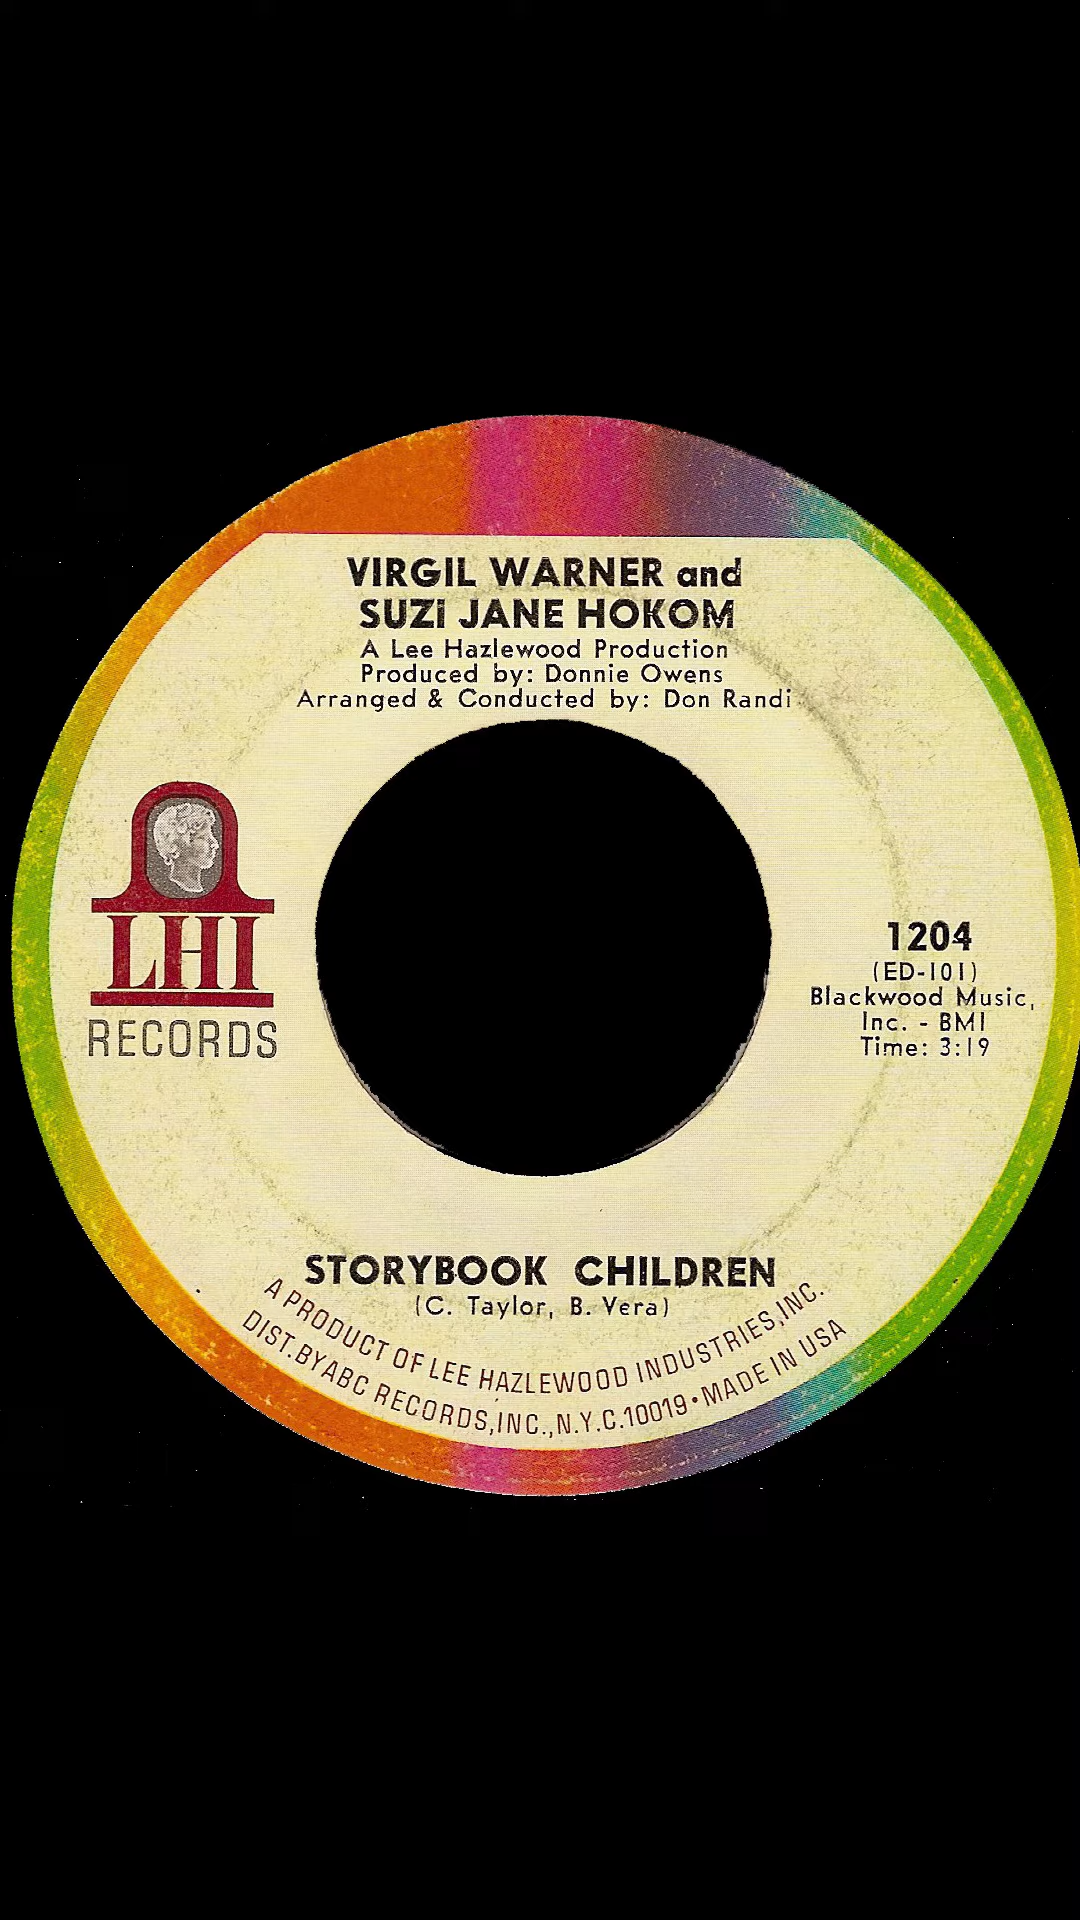 VIRGIL WARNER and
SUZI JANE HOKOM
A Lee Hazlewood Production
Produced by: Donnie Owens
Arranged & Conducted by: Don Randi
LHI
RECORDS
1204
(ED-101)
Blackwood Music,
Inc. - BMI
Time: 3:19
STORYBOOK CHILDREN
(C. Taylor, B. Vera)
A PRODUCT OF LEE HAZLEWOOD INDUSTRIES,INC.
DIST.BY ABC RECORDS,INC.,N.Y.C.10019•MADE IN USA